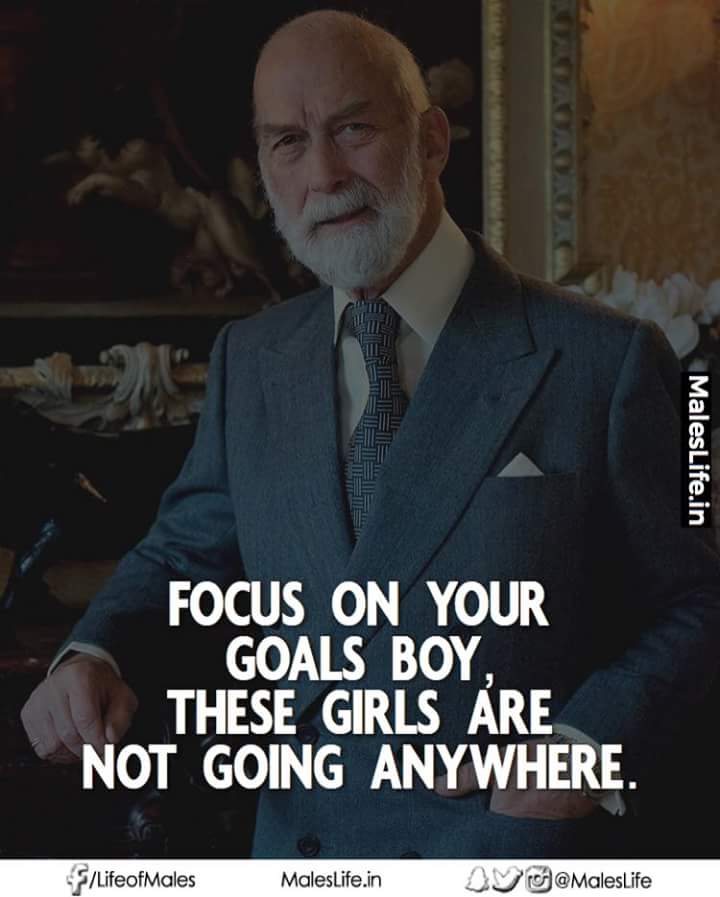 MalesLife.in
FOCUS ON YOUR
GOALS BOY,
THESE GIRLS ARE
NOT GOING ANYWHERE.
f/LifeofMales MalesLife.in @MalesLife